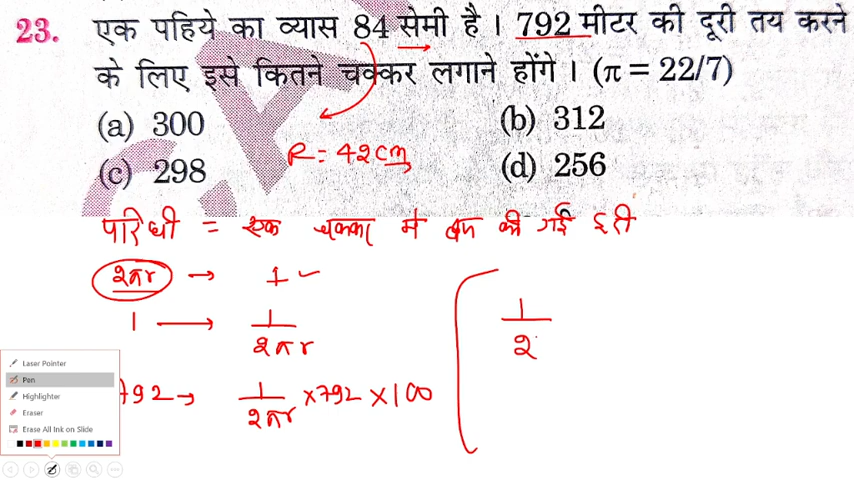 23. एक पहिये का व्यास 84 सेमी है । 792 मीटर की दूरी तय करने
के लिए इसे कितने चक्कर लगाने होंगे । (π = 22/7)
(a) 300 (b) 312
(c) 298 (d) 256
R = 42cm
परिधी = एक चक्कर में तय की गई दूरी
2πr → 1
1 → 1/2πr
792 → 1/2πr × 792 × 100
1/2
Laser Pointer
Pen
Highlighter
Eraser
Erase All Ink on Slide